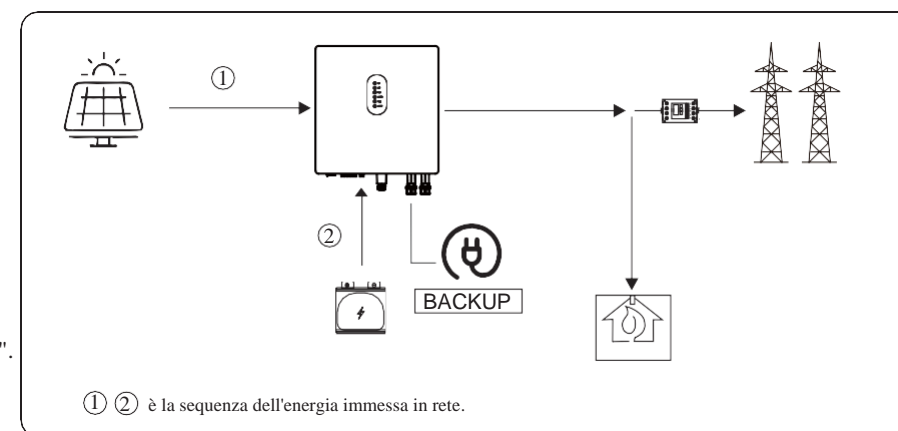 ①
②
BACKUP
".
① ② è la sequenza dell'energia immessa in rete.